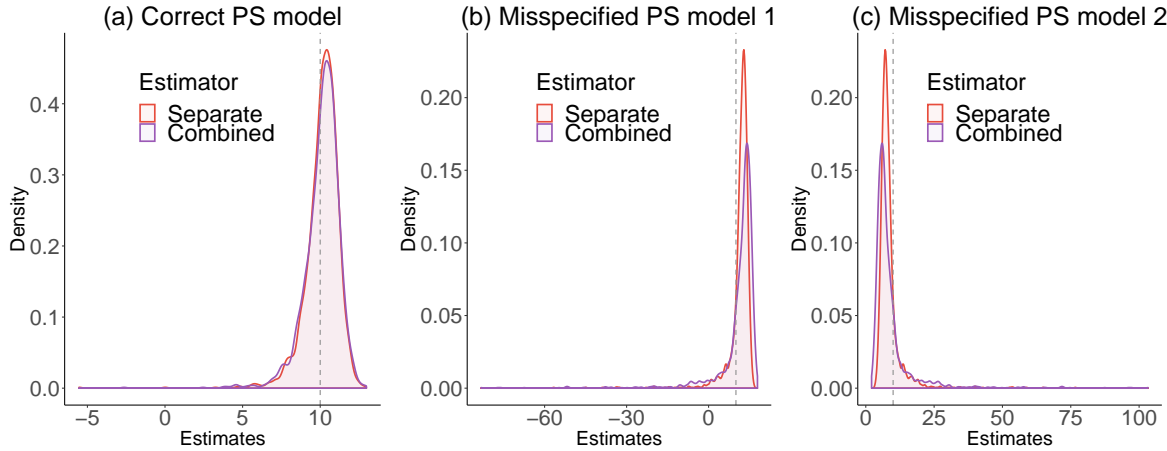 (a) Correct PS model
Estimator
Separate
Combined
Density
0.4
0.3
0.2
0.1
0.0
−5
0
5
10
Estimates
(b) Misspecified PS model 1
Estimator
Separate
Combined
Density
0.20
0.15
0.10
0.05
0.00
−60
−30
0
Estimates
(c) Misspecified PS model 2
Estimator
Separate
Combined
Density
0.20
0.15
0.10
0.05
0.00
0
25
50
75
100
Estimates